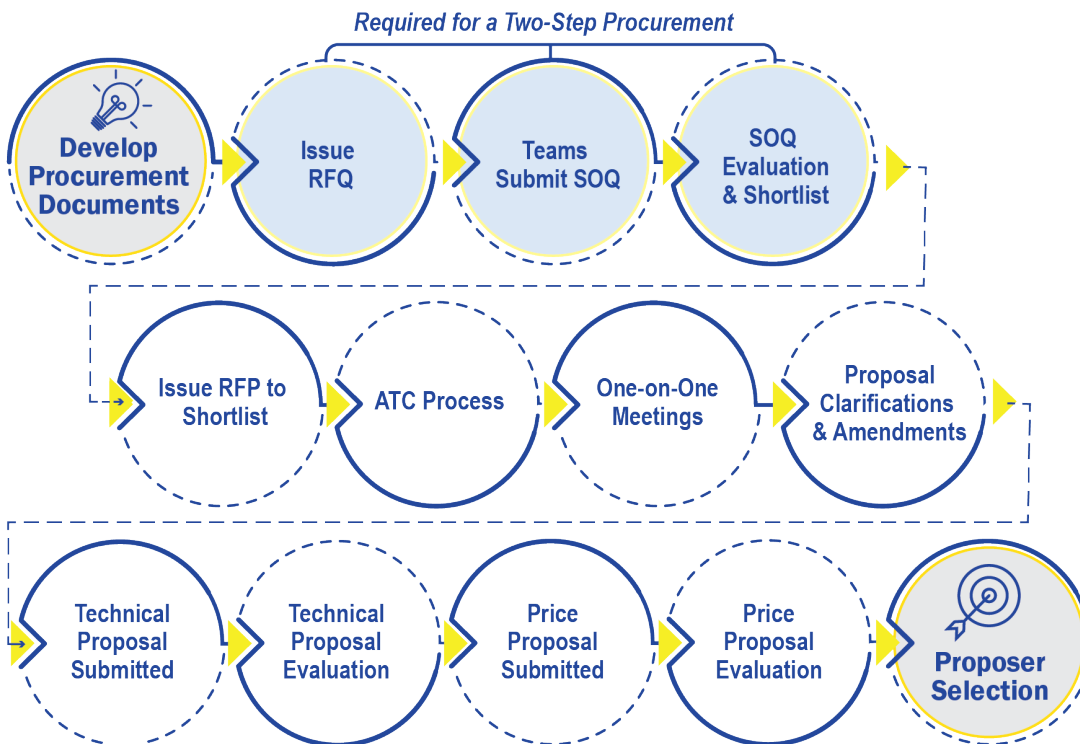 Required for a Two-Step Procurement
Develop
Procurement
Documents
Issue
RFQ
Teams
Submit SOQ
SOQ
Evaluation
& Shortlist
Issue RFP to
Shortlist
ATC Process
One-on-One
Meetings
Proposal
Clarifications
& Amendments
Technical
Proposal
Submitted
Technical
Proposal
Evaluation
Price
Proposal
Submitted
Price
Proposal
Evaluation
Proposer
Selection